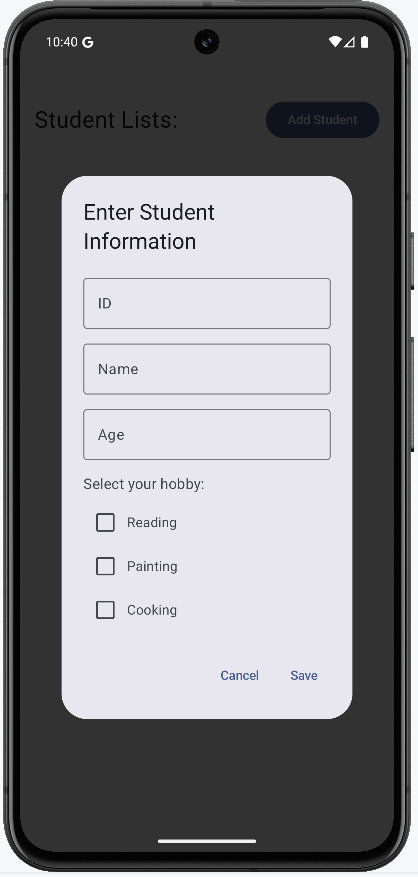 10:40 G
Student Lists:
Add Student
Enter Student
Information
ID
Name
Age
Select your hobby:
Reading
Painting
Cooking
Cancel
Save